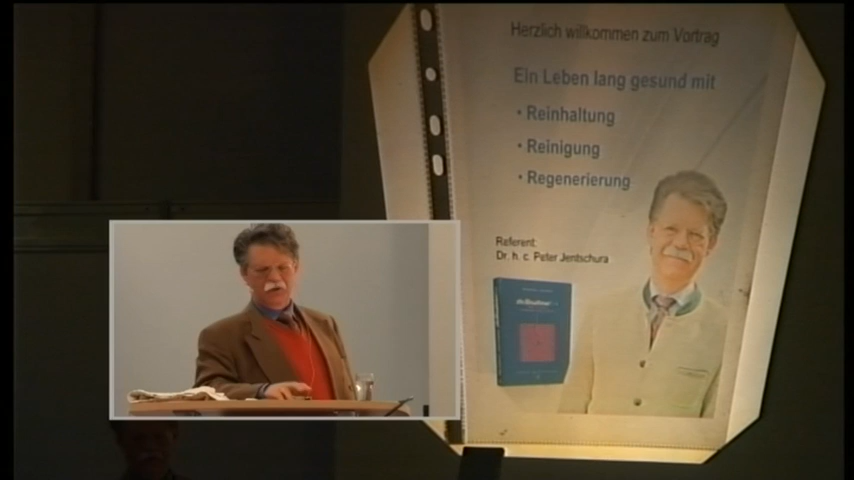 Herzlich willkommen zum Vortrag
Ein Leben lang gesund mit
• Reinhaltung
• Reinigung
• Regenerierung
Referent:
Dr. h. c. Peter Jentschura